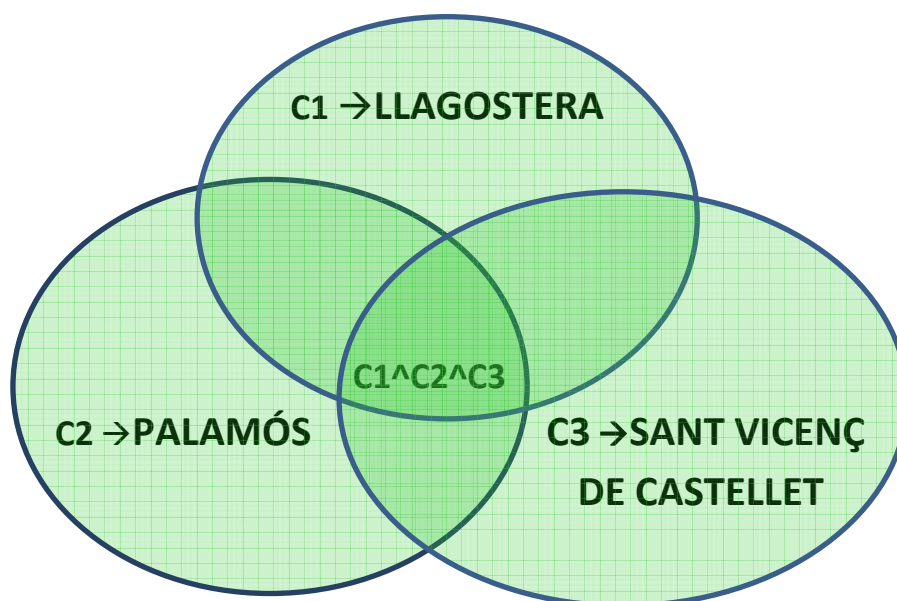 C1 →LLAGOSTERA
C1^C2^C3
C2 →PALAMÓS
C3 →SANT VICENÇ
DE CASTELLET